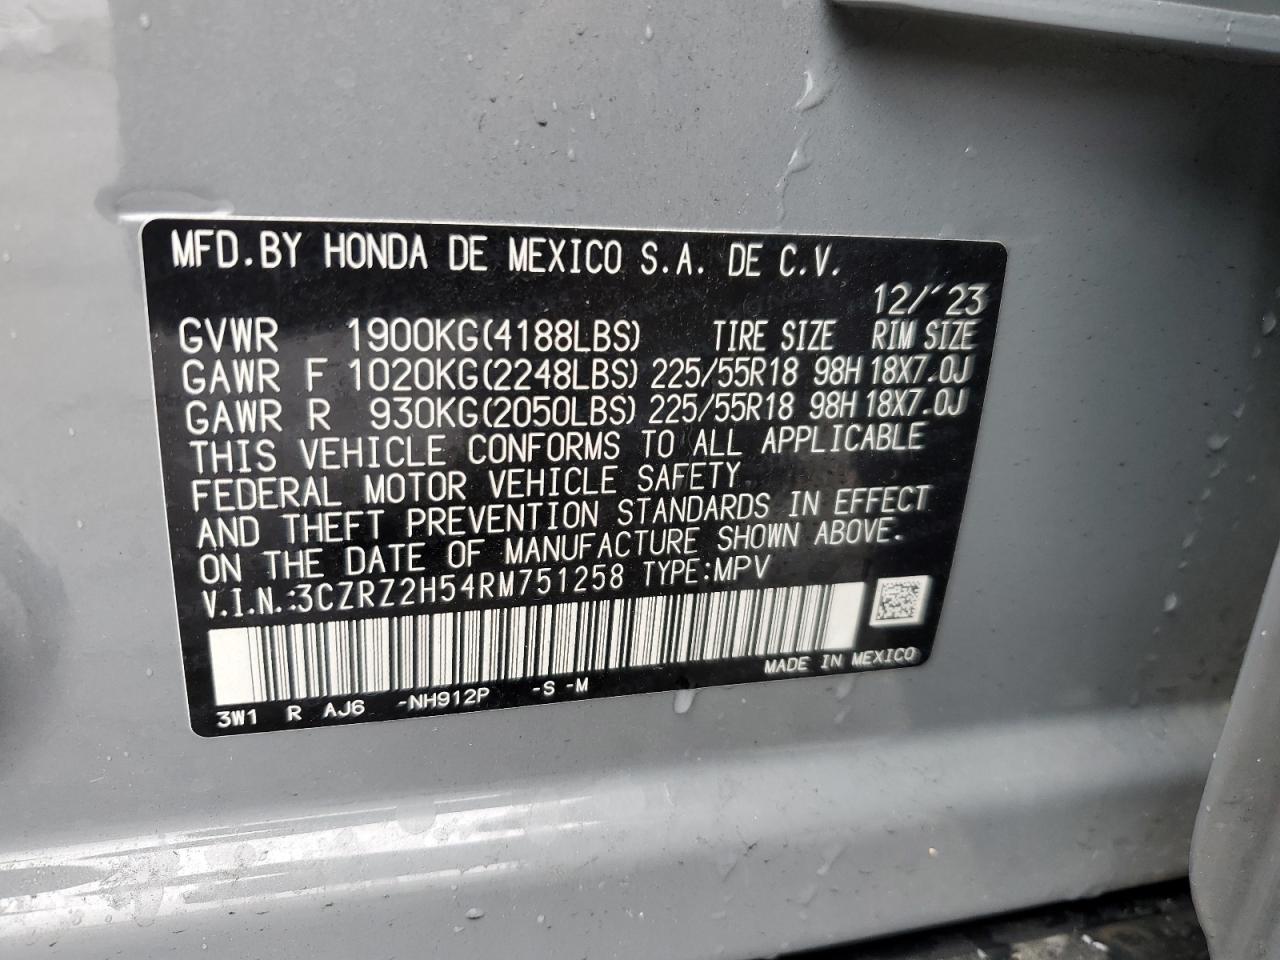 MFD.BY HONDA DE MEXICO S.A. DE C.V.
12/'23
GVWR 1900KG(4188LBS) TIRE SIZE RIM SIZE
GAWR F 1020KG(2248LBS) 225/55R18 98H 18X7.0J
GAWR R 930KG(2050LBS) 225/55R18 98H 18X7.0J
THIS VEHICLE CONFORMS TO ALL APPLICABLE
FEDERAL MOTOR VEHICLE SAFETY
AND THEFT PREVENTION STANDARDS IN EFFECT
ON THE DATE OF MANUFACTURE SHOWN ABOVE.
V.I.N.:3CZRZ2H54RM751258 TYPE:MPV
MADE IN MEXICO
3W1 R AJ6 -NH912P -S -M